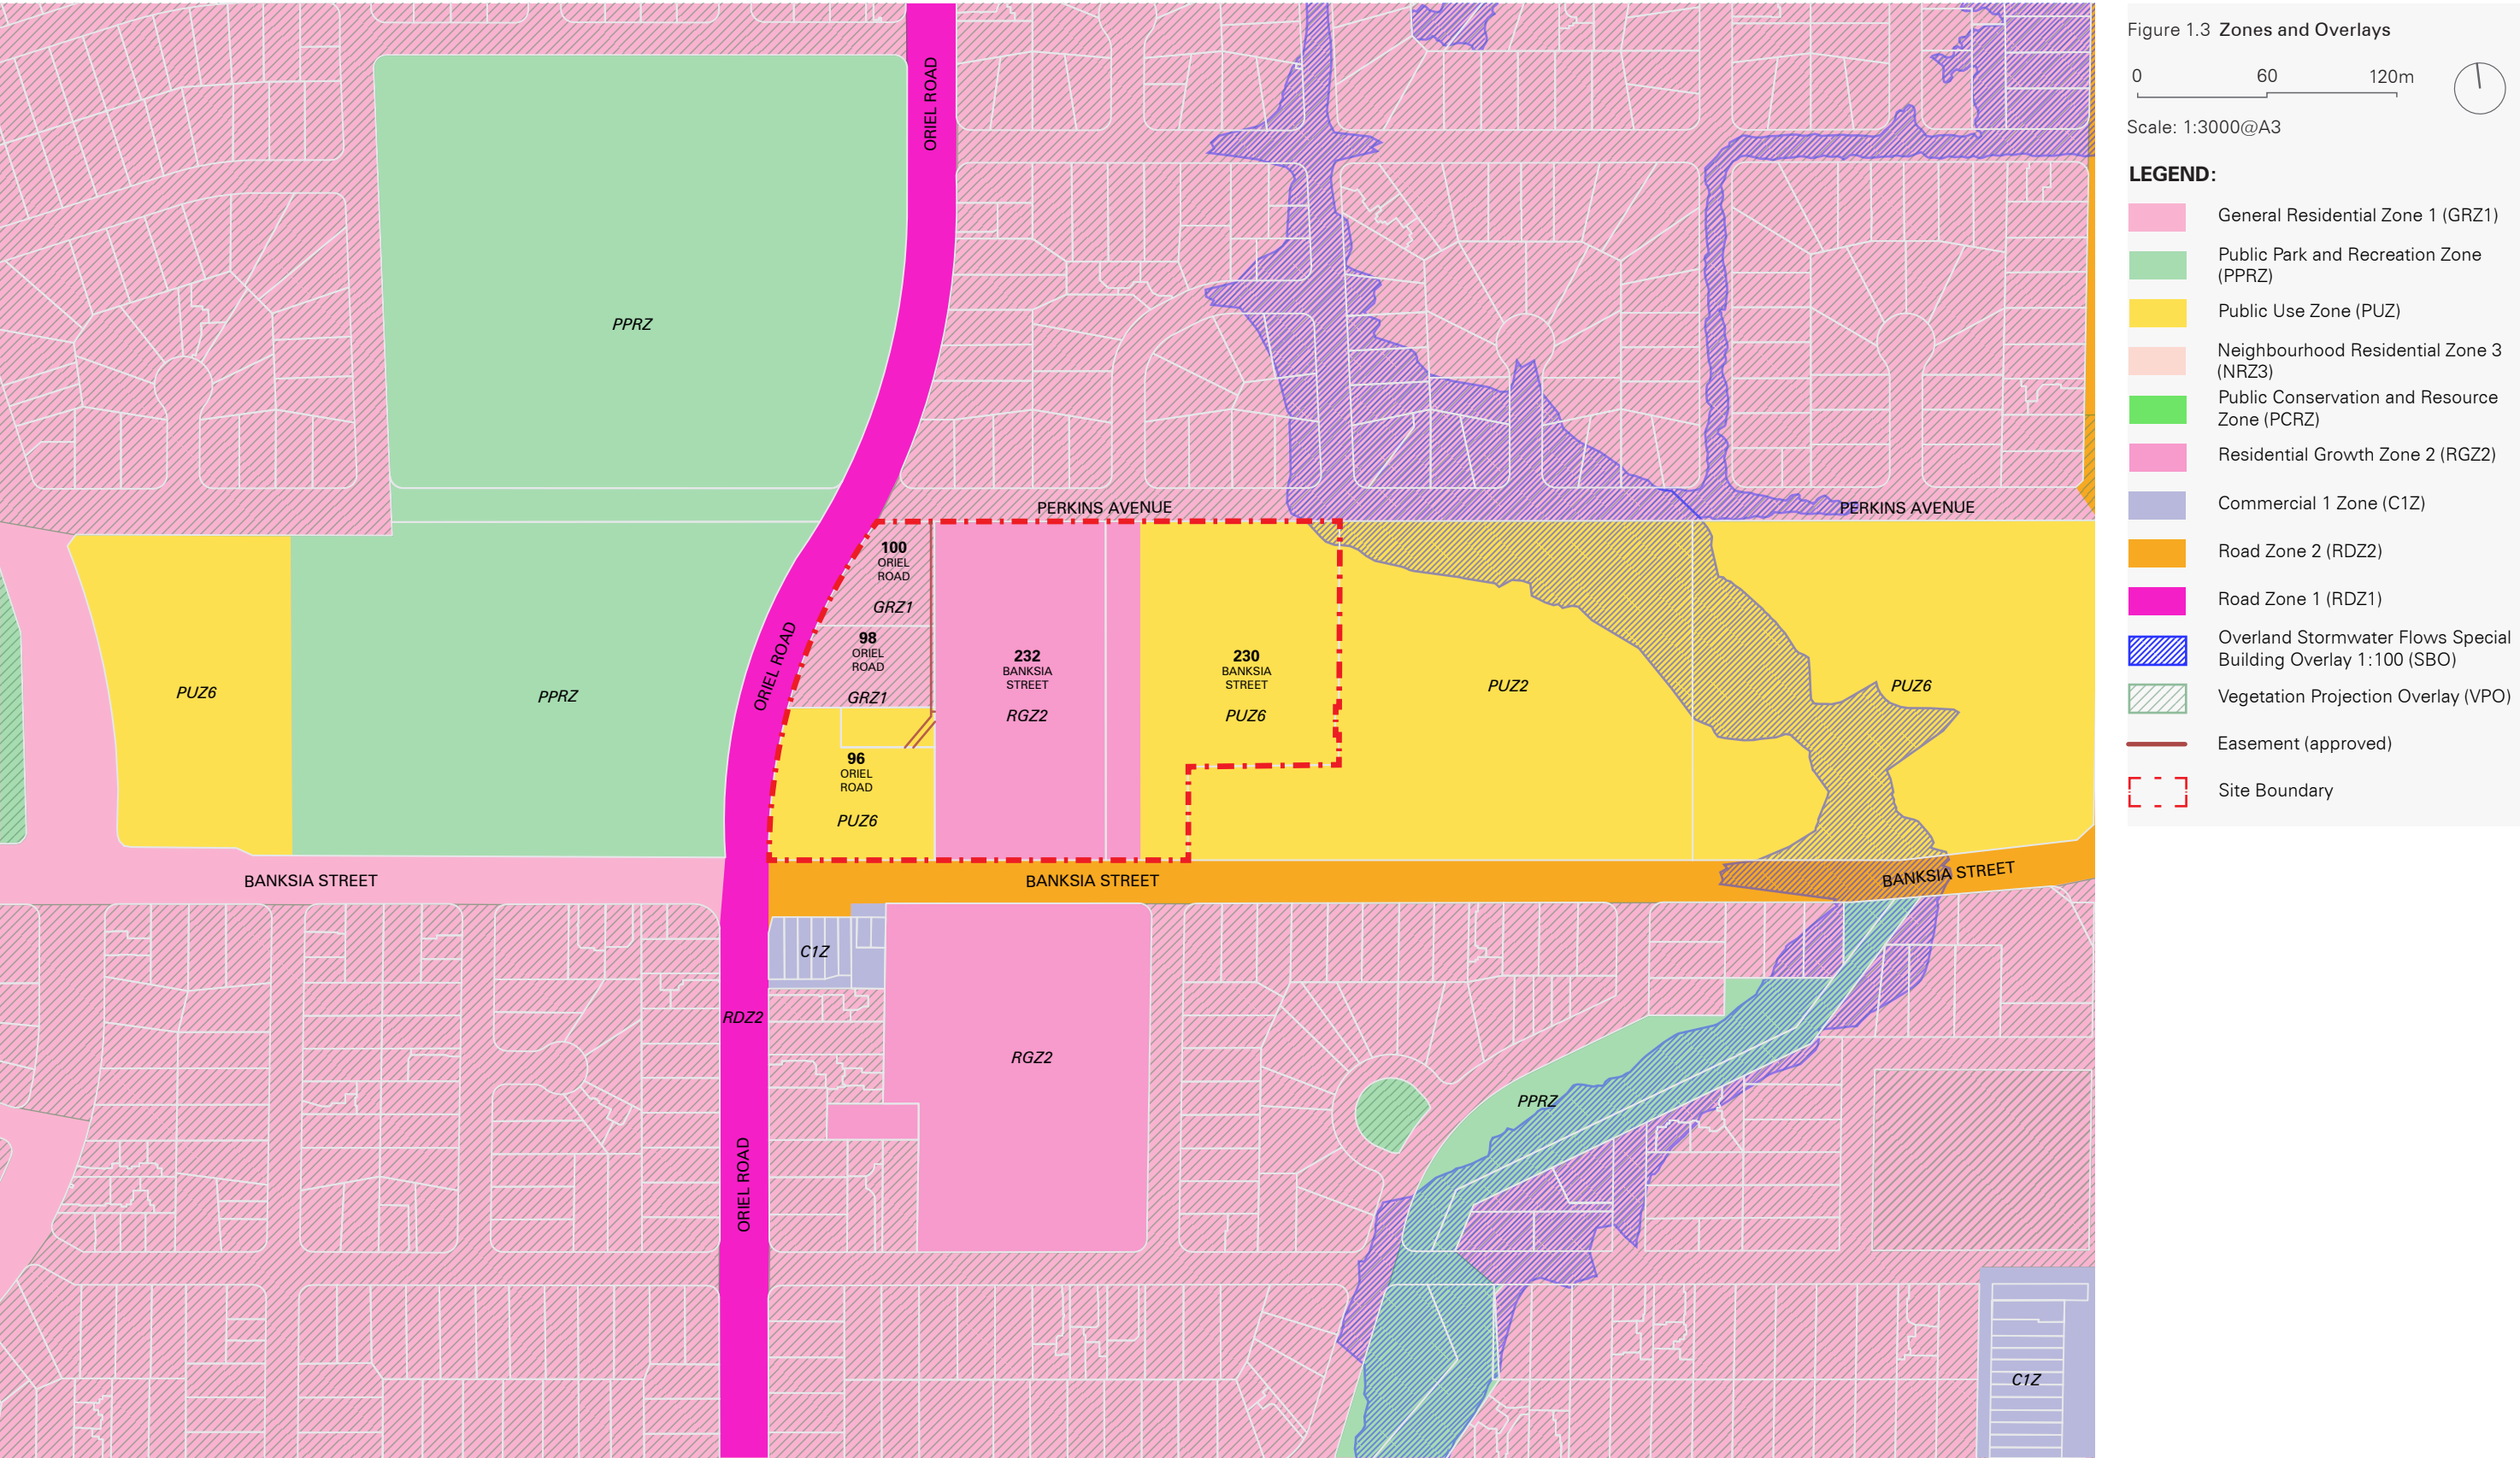 Figure 1.3 Zones and Overlays
0 60 120m
Scale: 1:3000@A3
LEGEND:
General Residential Zone 1 (GRZ1)
Public Park and Recreation Zone
(PPRZ)
Public Use Zone (PUZ)
Neighbourhood Residential Zone 3
(NRZ3)
Public Conservation and Resource
Zone (PCRZ)
Residential Growth Zone 2 (RGZ2)
Commercial 1 Zone (C1Z)
Road Zone 2 (RDZ2)
Road Zone 1 (RDZ1)
Overland Stormwater Flows Special
Building Overlay 1:100 (SBO)
Vegetation Projection Overlay (VPO)
Easement (approved)
Site Boundary
ORIEL ROAD
PPRZ
PERKINS AVENUE
PERKINS AVENUE
100
ORIEL
ROAD
GRZ1
98
ORIEL
ROAD
GRZ1
ORIEL ROAD
232
BANKSIA
STREET
RGZ2
230
BANKSIA
STREET
PUZ6
PUZ6
PPRZ
PUZ2
PUZ6
96
ORIEL
ROAD
PUZ6
BANKSIA STREET
BANKSIA STREET
BANKSIA STREET
C1Z
RDZ2
RGZ2
PPRZ
ORIEL ROAD
C1Z